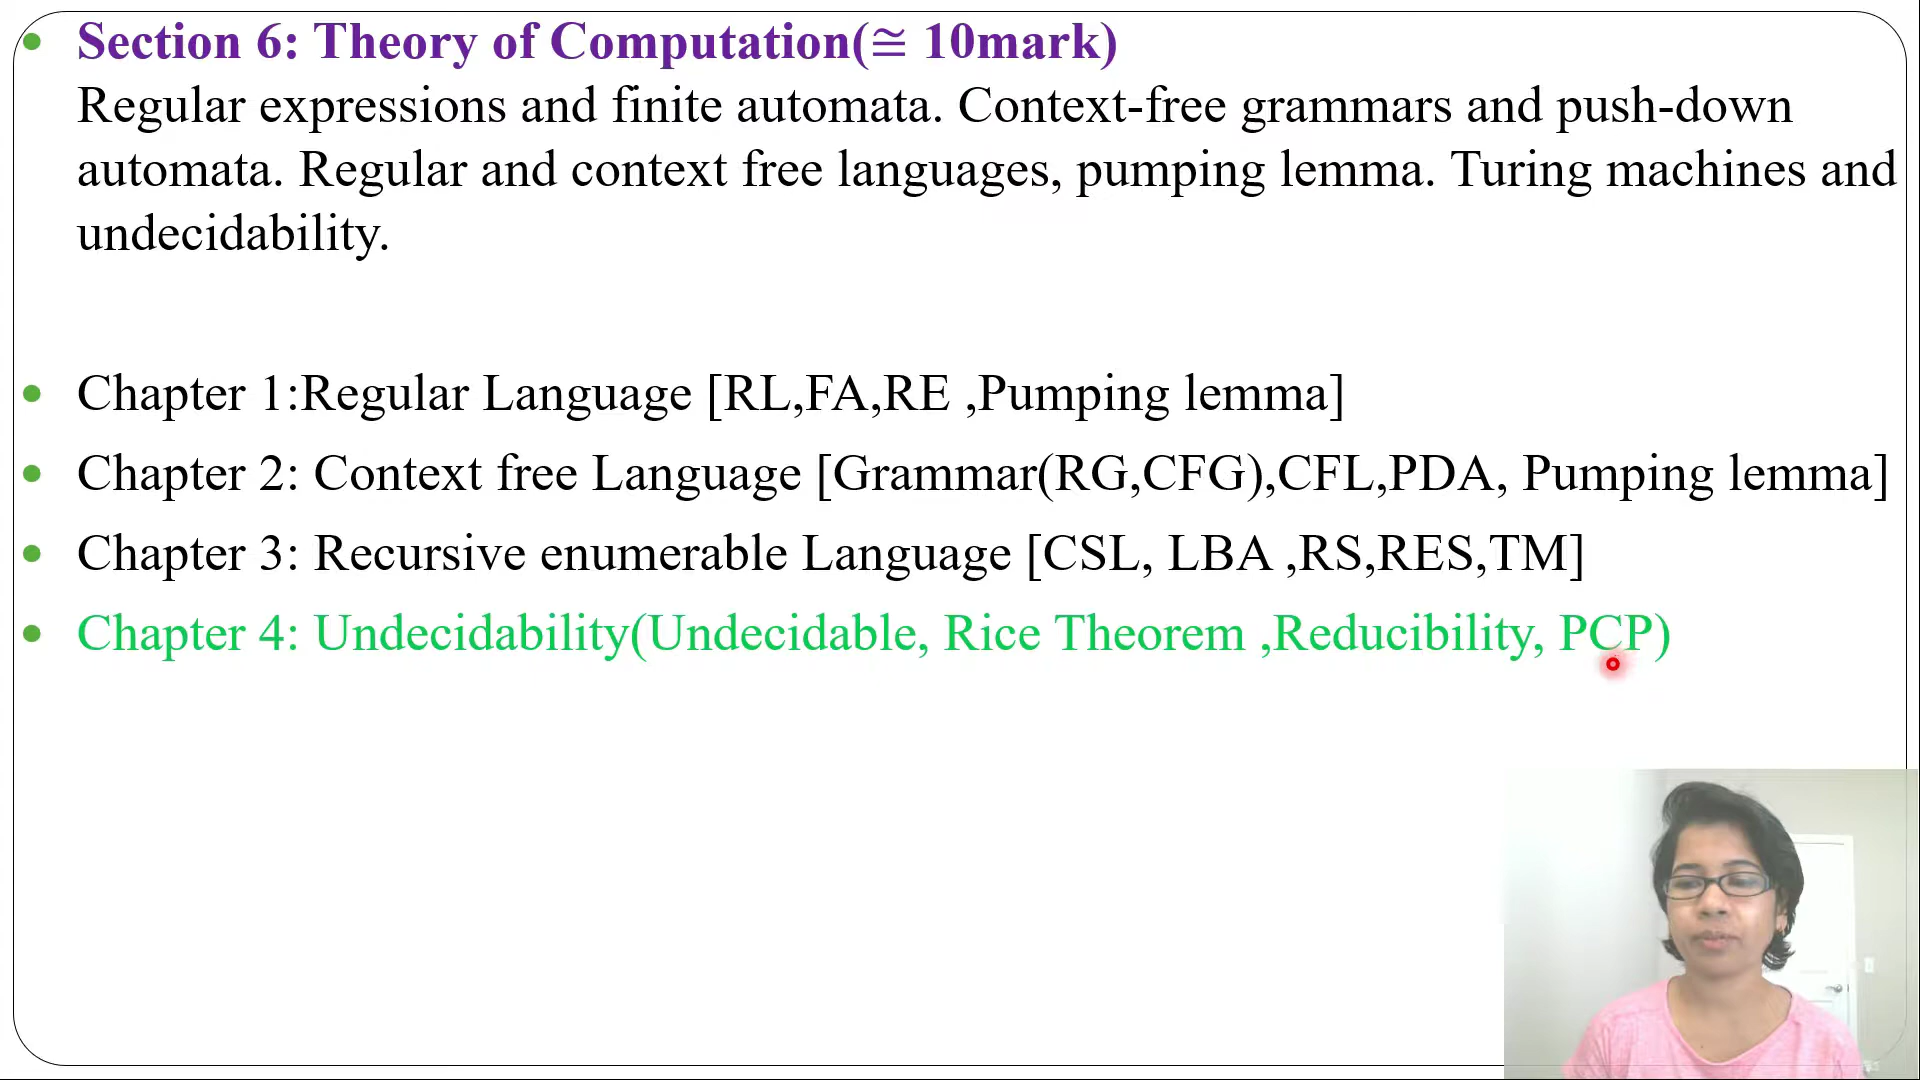 Section 6: Theory of Computation(≅ 10mark)
Regular expressions and finite automata. Context-free grammars and push-down
automata. Regular and context free languages, pumping lemma. Turing machines and
undecidability.
Chapter 1:Regular Language [RL,FA,RE ,Pumping lemma]
Chapter 2: Context free Language [Grammar(RG,CFG),CFL,PDA, Pumping lemma]
Chapter 3: Recursive enumerable Language [CSL, LBA ,RS,RES,TM]
Chapter 4: Undecidability(Undecidable, Rice Theorem ,Reducibility, PCP)